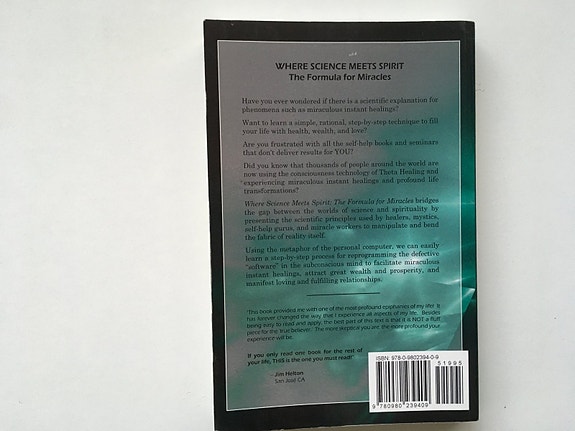 WHERE SCIENCE MEETS SPIRIT
The Formula for Miracles
Have you ever wondered if there is a scientific explanation for
phenomena such as miraculous instant healings?
Want to learn a simple, rational, step-by-step technique to fill
your life with health, wealth, and love?
Are you frustrated with all the self-help books and seminars
that don't deliver results for YOU?
Did you know that thousands of people around the world are
now using the consciousness technology of Theta Healing and
experiencing miraculous instant healings and profound life
transformations?
Where Science Meets Spirit: The Formula for Miracles bridges
the gap between the worlds of science and spirituality by
presenting the scientific principles used by healers, mystics,
self-help gurus, and miracle workers to manipulate and bend
the fabric of reality itself.
Using the metaphor of the personal computer, we can easily
learn a step-by-step process for reprogramming the defective
"software" in the subconscious mind to facilitate miraculous
instant healings, attract great wealth and prosperity, and
manifest loving and fulfilling relationships.
"This book provided me with one of the most profound epiphanies of my life! It
has forever changed the way that I experience all aspects of my life. Besides
being easy to read and apply, the best part of this text is that it is NOT a fluff
piece for the true believer. The more skeptical you are, the more profound your
experience will be.
If you only read one book for the rest of
your life, THIS is the one you must read!"
- Jim Helton
San José CA
ISBN: 978-0-9802394-0-9
51995
9 780980 239409